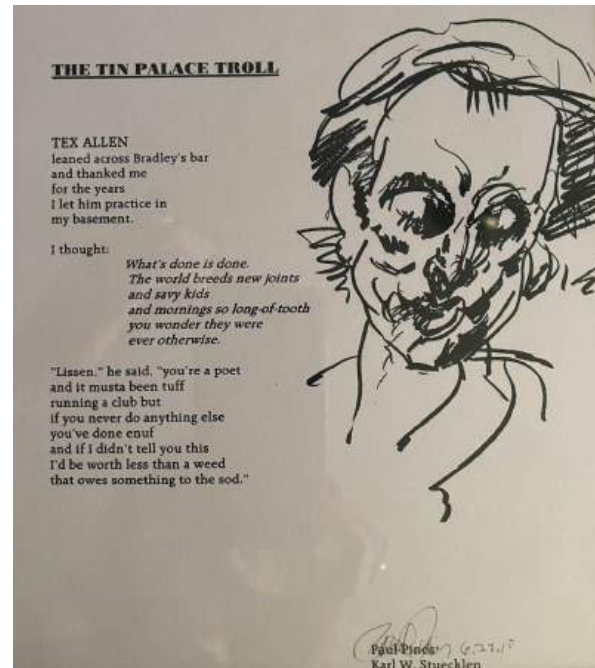 THE TIN PALACE TROLL
TEX ALLEN
leaned across Bradley's bar
and thanked me
for the years
I let him practice in
my basement.
I thought:
What's done is done.
The world breeds new joints
and savy kids
and mornings so long-of-tooth
you wonder they were
ever otherwise.
"Lissen," he said, "you're a poet
and it musta been tuff
running a club but
if you never do anything else
you've done enuf
and if I didn't tell you this
I'd be worth less than a weed
that owes something to the sod."
Paul Pines
Karl W. Stuecklen